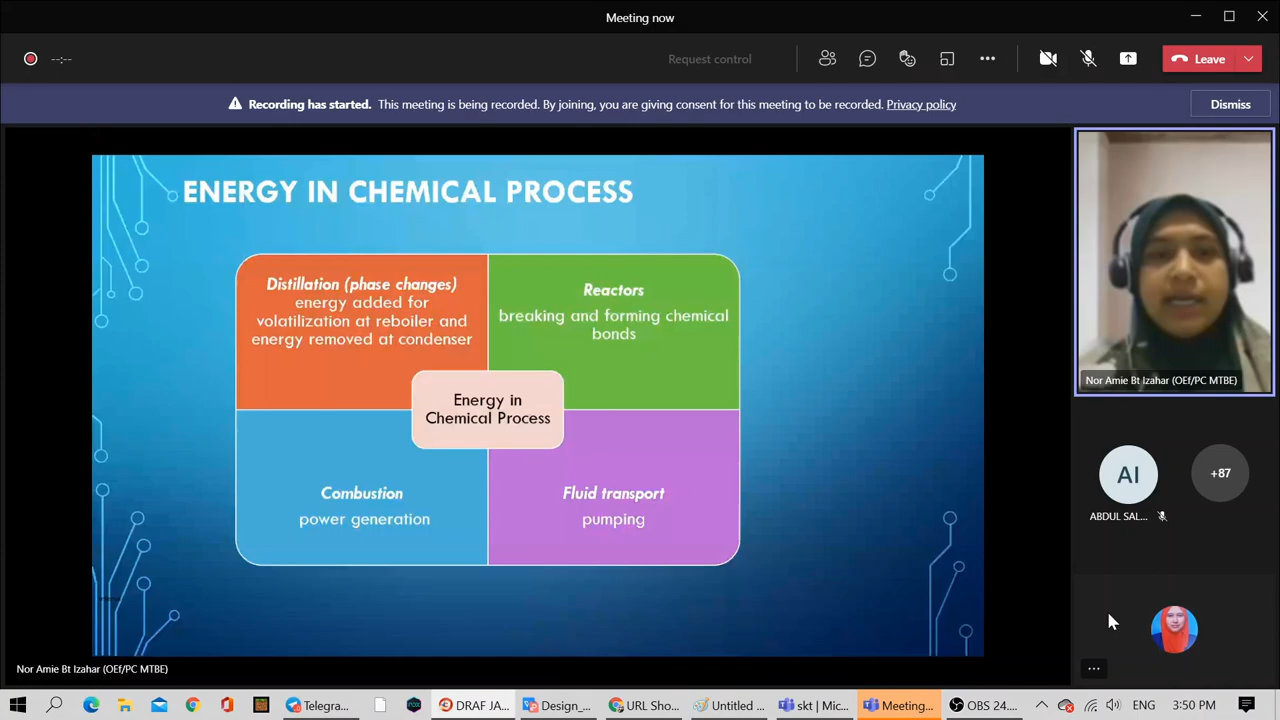 Meeting now
--:--
Request control
Leave
Recording has started. This meeting is being recorded. By joining, you are giving consent for this meeting to be recorded. Privacy policy
Dismiss
ENERGY IN CHEMICAL PROCESS
Distillation (phase changes)
energy added for
volatilization at reboiler and
energy removed at condenser
Reactors
breaking and forming chemical
bonds
Energy in
Chemical Process
Combustion
power generation
Fluid transport
pumping
Nor Amie Bt Izahar (OEf/PC MTBE)
AI
+87
ABDUL SAL...
Nor Amie Bt Izahar (OEf/PC MTBE)
Telegra...
DRAF JA...
Design_...
URL Sho...
Untitled ...
skt | Mic...
Meeting...
OBS 24....
ENG
3:50 PM